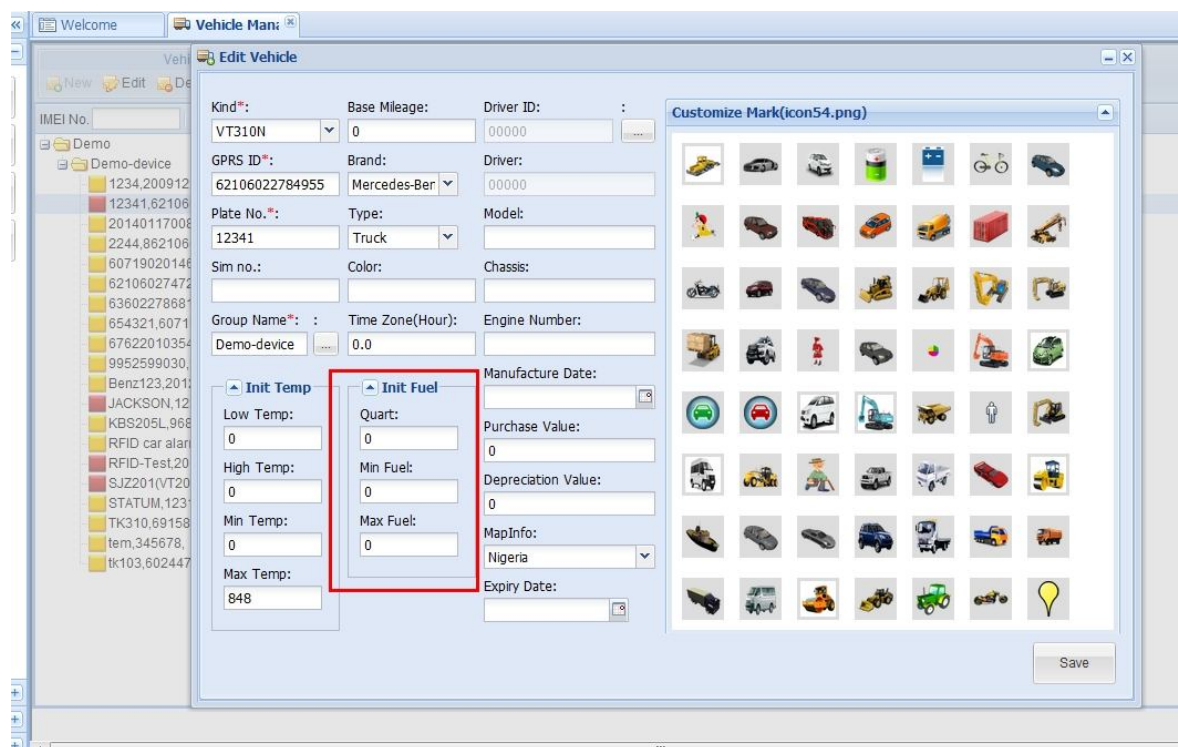 Welcome
Vehicle Mana
Edit Vehicle
New Edit De
IMEI No.
Demo
Demo-device
1234,200912
12341,62106
20140117008
2244,862106
60719020146
62106027472
63602278681
654321,6071
67622010354
9952599030,
Benz123,201
JACKSON,12
KBS205L,968
RFID car alar
RFID-Test,20
SJZ201(VT20
STATUM,123
TK310,69158
tem,345678,
tk103,602447
Kind*: Base Mileage: Driver ID: :
VT310N 0 00000 ...
GPRS ID*: Brand: Driver:
62106022784955 Mercedes-Ber 00000
Plate No.*: Type: Model:
12341 Truck
Sim no.: Color: Chassis:
Group Name*: : Time Zone(Hour): Engine Number:
Demo-device ... 0.0
Init Temp
Low Temp:
0
High Temp:
0
Min Temp:
0
Max Temp:
848
Init Fuel
Quart:
0
Min Fuel:
0
Max Fuel:
0
Manufacture Date:
Purchase Value:
0
Depreciation Value:
0
MapInfo:
Nigeria
Expiry Date:
Customize Mark(icon54.png)
Save